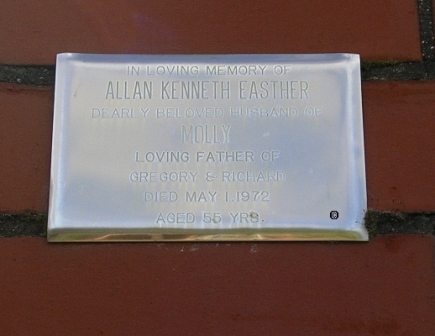 IN LOVING MEMORY OF
ALLAN KENNETH EASTHER
DEARLY BELOVED HUSBAND OF
MOLLY
LOVING FATHER OF
GREGORY & RICHARD
DIED MAY 1, 1972
AGED 55 YRS.